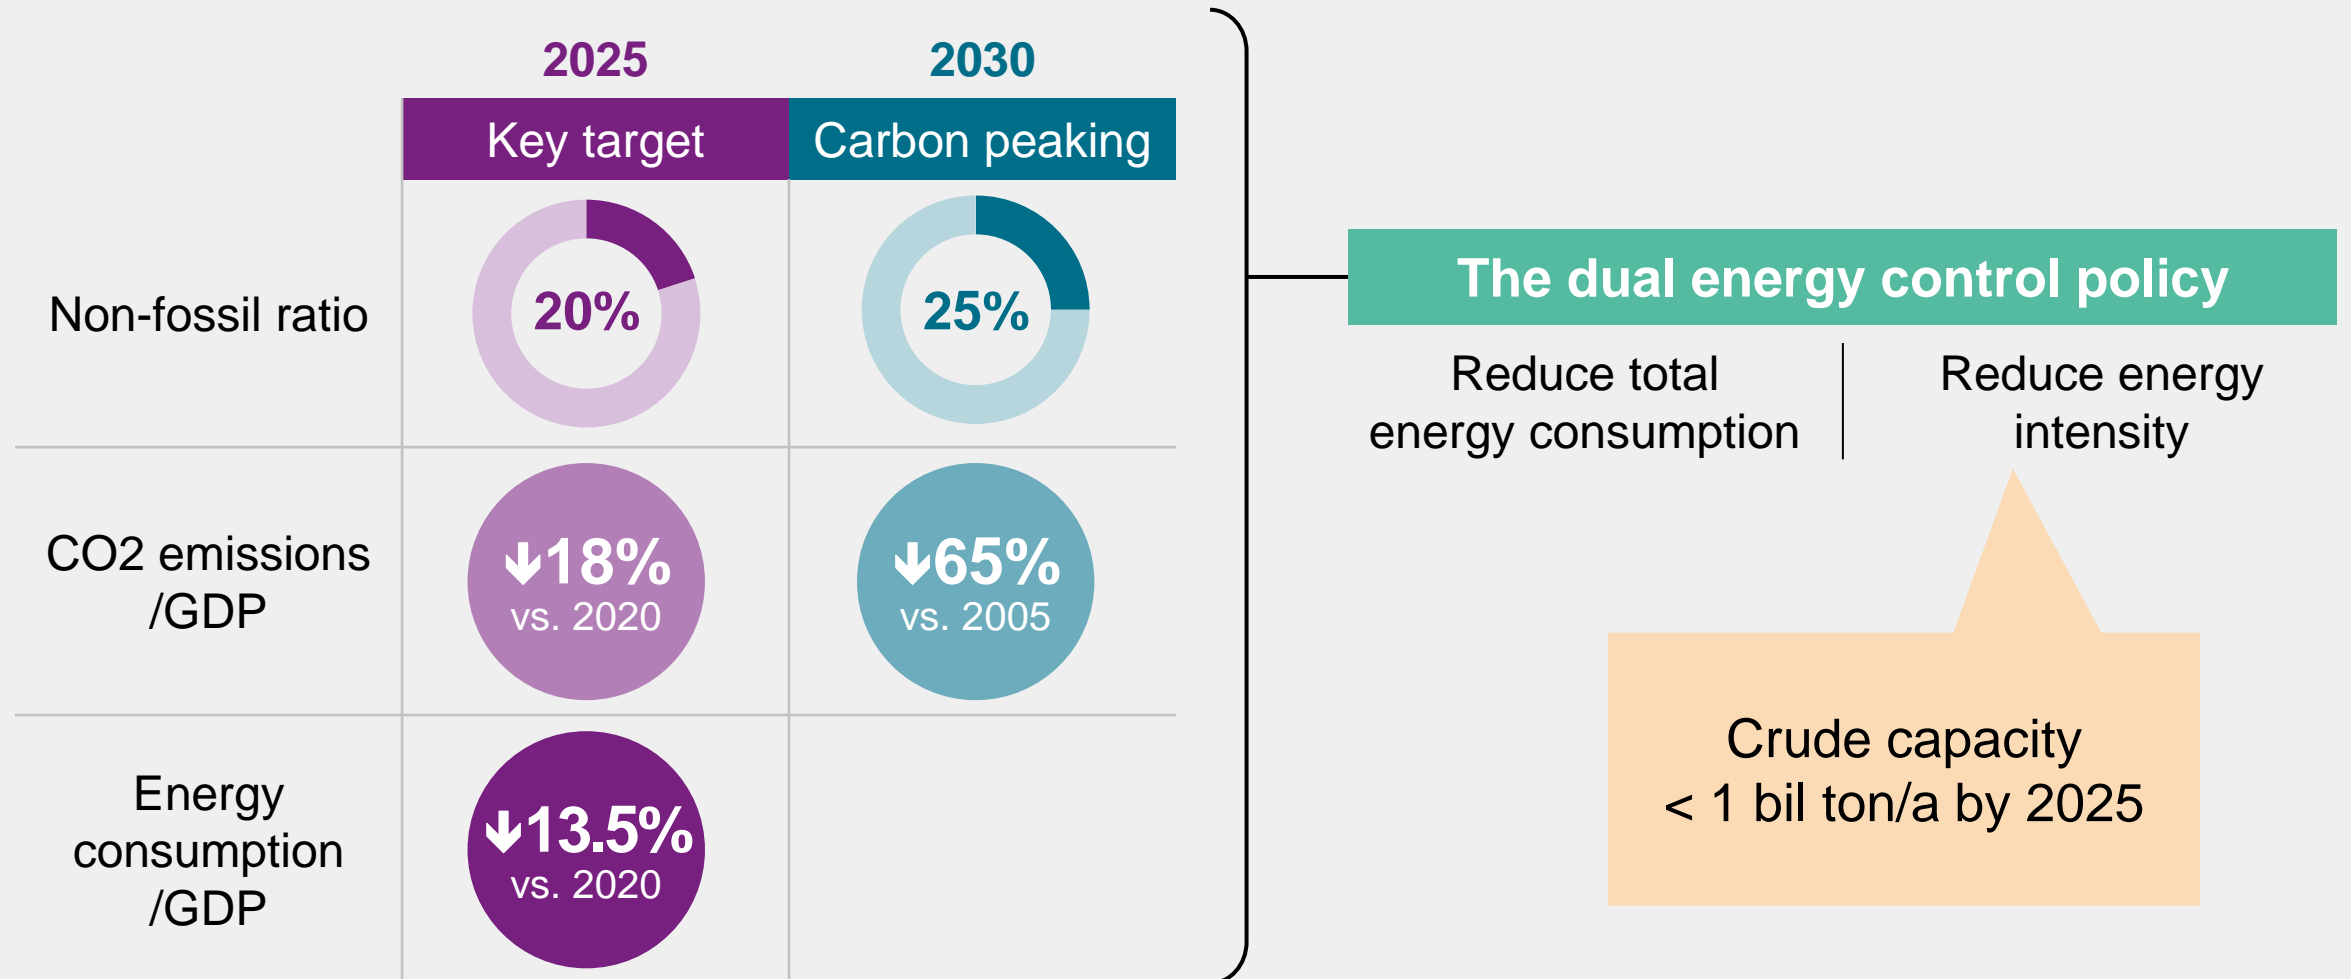 2025
2030
Key target
Carbon peaking
Non-fossil ratio
20%
25%
CO2 emissions
/GDP
↓18%
vs. 2020
↓65%
vs. 2005
Energy
consumption
/GDP
↓13.5%
vs. 2020
The dual energy control policy
Reduce total
energy consumption
Reduce energy
intensity
Crude capacity
< 1 bil ton/a by 2025